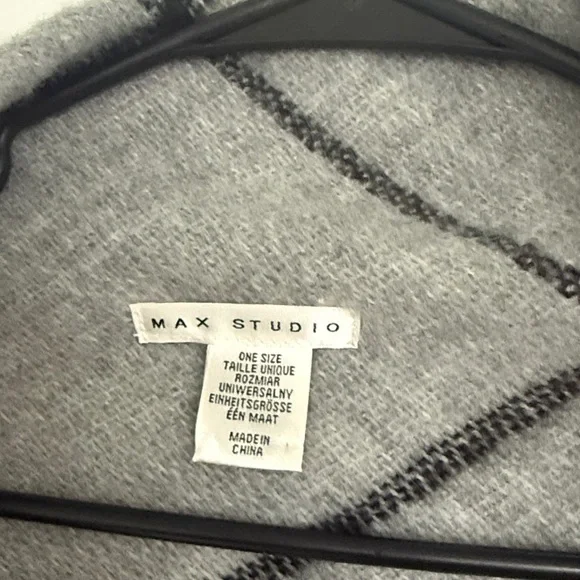 MAX STUDIO
ONE SIZE
TAILLE UNIQUE
ROZMIAR
UNIWERSALNY
EINHEITSGRÖSSE
ÉÉN MAAT
MADE IN
CHINA